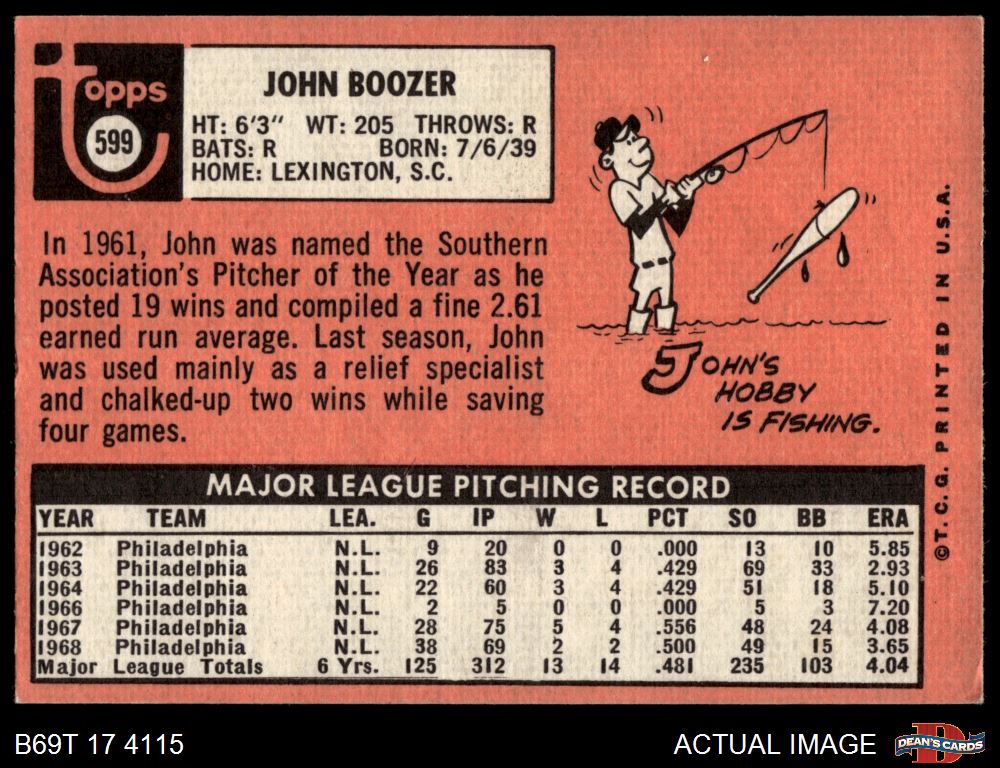 Topps
599
JOHN BOOZER
HT: 6'3" WT: 205 THROWS: R
BATS: R BORN: 7/6/39
HOME: LEXINGTON, S.C.
In 1961, John was named the Southern
Association's Pitcher of the Year as he
posted 19 wins and compiled a fine 2.61
earned run average. Last season, John
was used mainly as a relief specialist
and chalked-up two wins while saving
four games.
JOHN'S
HOBBY
IS FISHING.
©T.C.G. PRINTED IN U.S.A.
MAJOR LEAGUE PITCHING RECORD
YEAR TEAM LEA. G IP W L PCT SO BB ERA
1962 Philadelphia N.L. 9 20 0 0 .000 13 10 5.85
1963 Philadelphia N.L. 26 83 3 4 .429 69 33 2.93
1964 Philadelphia N.L. 22 60 3 4 .429 51 18 5.10
1966 Philadelphia N.L. 2 5 0 0 .000 5 3 7.20
1967 Philadelphia N.L. 28 75 5 4 .556 48 24 4.08
1968 Philadelphia N.L. 38 69 2 2 .500 49 15 3.65
Major League Totals 6 Yrs. 125 312 13 14 .481 235 103 4.04
B69T 17 4115
ACTUAL IMAGE
D
DEAN'S CARDS